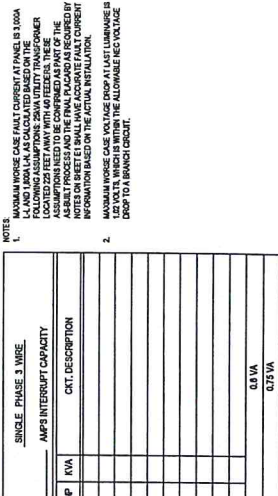 NOTES:
1. MAXIMUM WORSE CASE FAULT CURRENT AT PANEL IS 3,000A
L-L AND 1,800A L-N, AS CALCULATED BASED ON THE
FOLLOWING ASSUMPTIONS: 25kVA UTILITY TRANSFORMER
LOCATED 225 FEET AWAY WITH 4/0 FEEDERS. THESE
ASSUMPTIONS NEED TO BE CONFIRMED AS PART OF THE
AS-BUILT PROCESS AND THE FINAL PLACARD AS REQUIRED BY
NOTES ON SHEET E1 SHALL HAVE ACCURATE FAULT CURRENT
INFORMATION BASED ON THE ACTUAL INSTALLATION.
2. MAXIMUM WORSE CASE VOLTAGE DROP AT LAST LUMINAIRE IS
1.02 VOLTS, WHICH IS WITHIN THE ALLOWABLE NEC VOLTAGE
DROP TO A BRANCH CIRCUIT.
SINGLE PHASE 3 WIRE
AMPS INTERRUPT CAPACITY
KVA CKT. DESCRIPTION
0.6 VA
0.75 VA